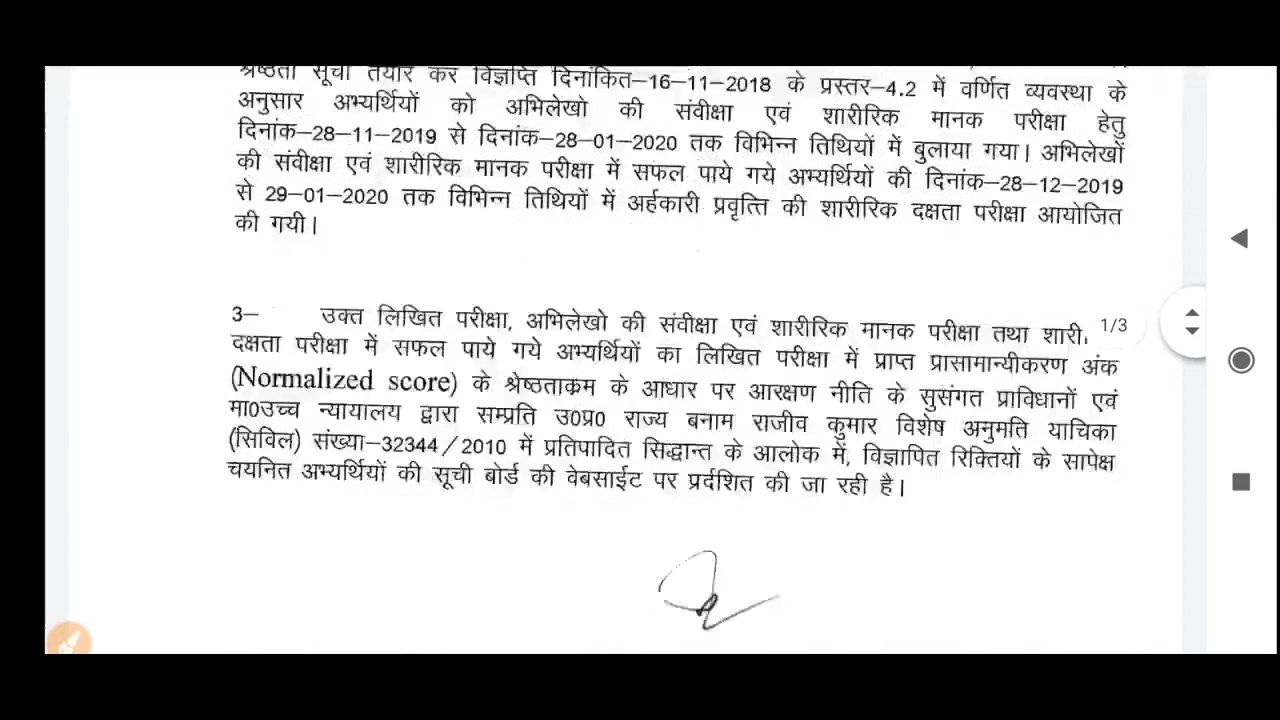 श्रेष्ठता सूची तैयार कर विज्ञप्ति दिनांकित-16-11-2018 के प्रस्तर-4.2 में वर्णित व्यवस्था के
अनुसार अभ्यर्थियों को अभिलेखो की संवीक्षा एवं शारीरिक मानक परीक्षा हेतु
दिनांक-28-11-2019 से दिनांक-28-01-2020 तक विभिन्न तिथियों में बुलाया गया। अभिलेखों
की संवीक्षा एवं शारीरिक मानक परीक्षा में सफल पाये गये अभ्यर्थियों की दिनांक-28-12-2019
से 29-01-2020 तक विभिन्न तिथियों में अर्हकारी प्रवृत्ति की शारीरिक दक्षता परीक्षा आयोजित
की गयी।
3- उक्त लिखित परीक्षा, अभिलेखो की संवीक्षा एवं शारीरिक मानक परीक्षा तथा शारी
1/3
दक्षता परीक्षा में सफल पाये गये अभ्यर्थियों का लिखित परीक्षा में प्राप्त प्रासामान्यीकरण अंक
(Normalized score) के श्रेष्ठताक्रम के आधार पर आरक्षण नीति के सुसंगत प्राविधानों एवं
मा0उच्च न्यायालय द्वारा सम्प्रति उ0प्र0 राज्य बनाम राजीव कुमार विशेष अनुमति याचिका
(सिविल) संख्या-32344/2010 में प्रतिपादित सिद्धान्त के आलोक में, विज्ञापित रिक्तियों के सापेक्ष
चयनित अभ्यर्थियों की सूची बोर्ड की वेबसाईट पर प्रर्दशित की जा रही है।